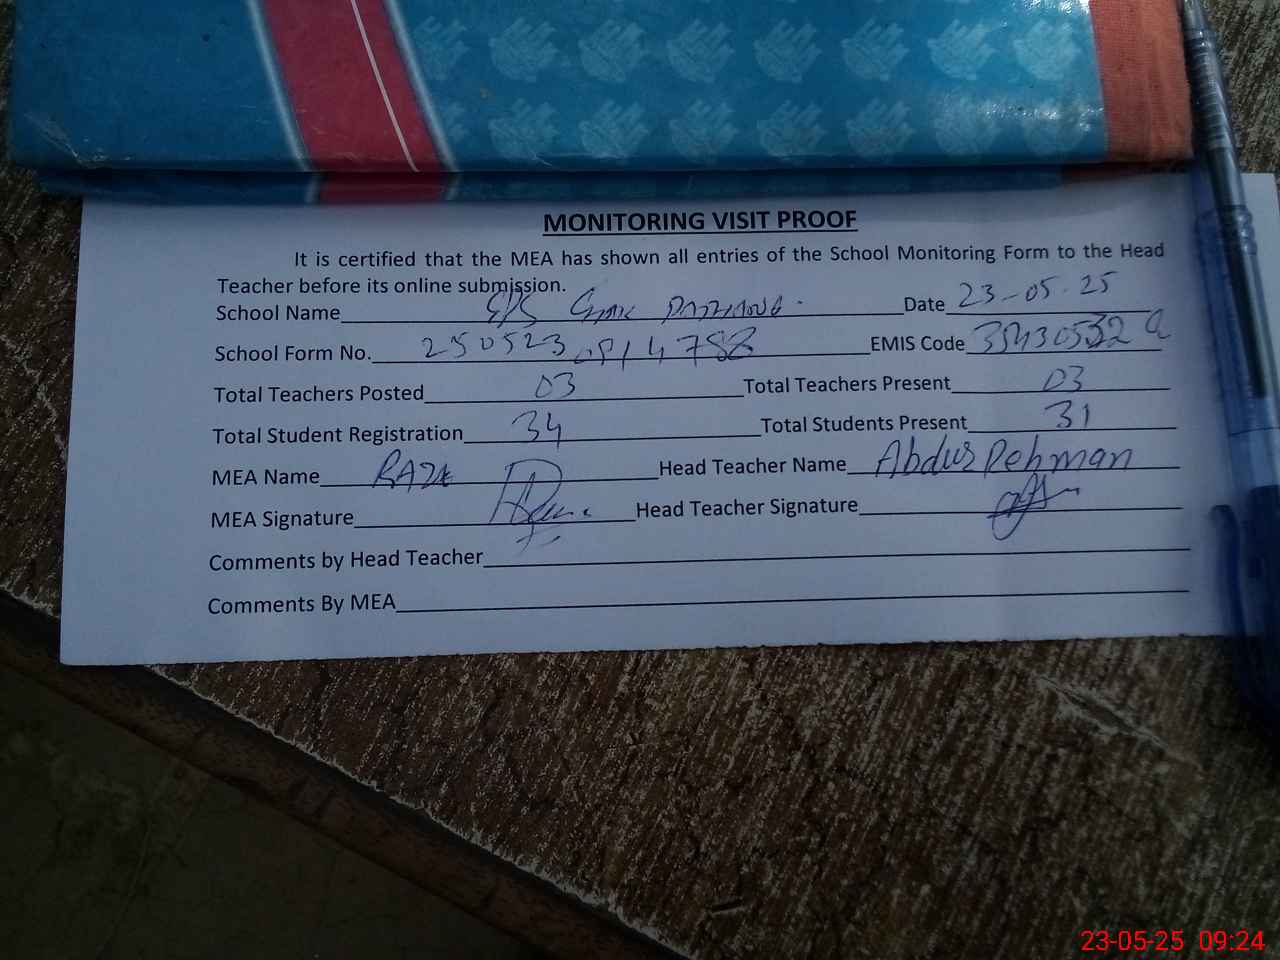 MONITORING VISIT PROOF
It is certified that the MEA has shown all entries of the School Monitoring Form to the Head
Teacher before its online submission.
School Name Date 23-05-25
School Form No. 250523 EMIS Code
Total Teachers Posted 03 Total Teachers Present 03
Total Student Registration 34 Total Students Present 31
MEA Name Head Teacher Name Abdur Rehman
MEA Signature Head Teacher Signature
Comments by Head Teacher
Comments By MEA
23-05-25 09:24